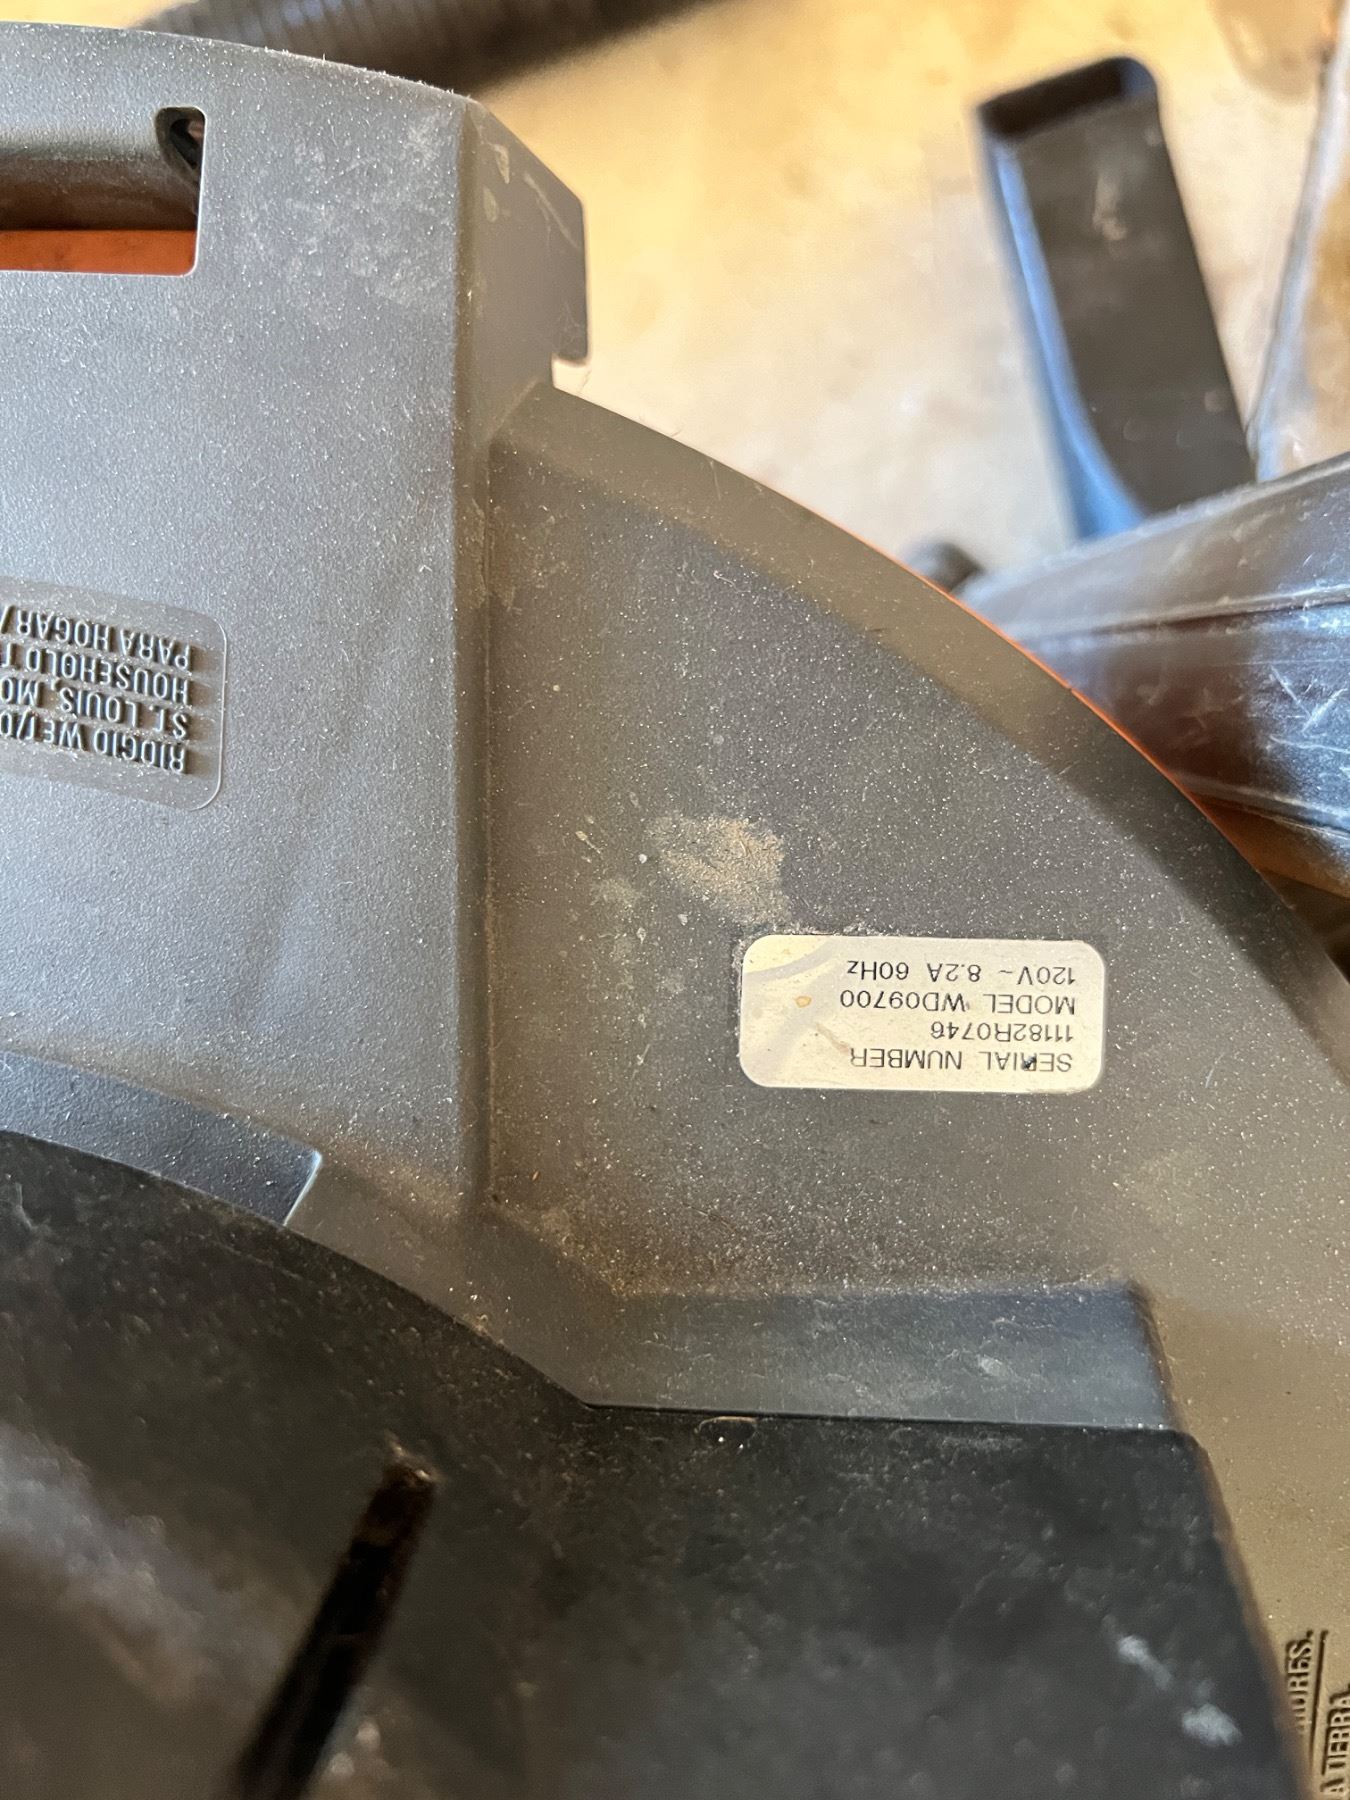 SERIAL NUMBER
11182R0746
MODEL WD09700
120V~ 8.2A 60Hz
RIDGID WET/D
ST. LOUIS, MO
HOUSEHOLD T
PARA HOGAR